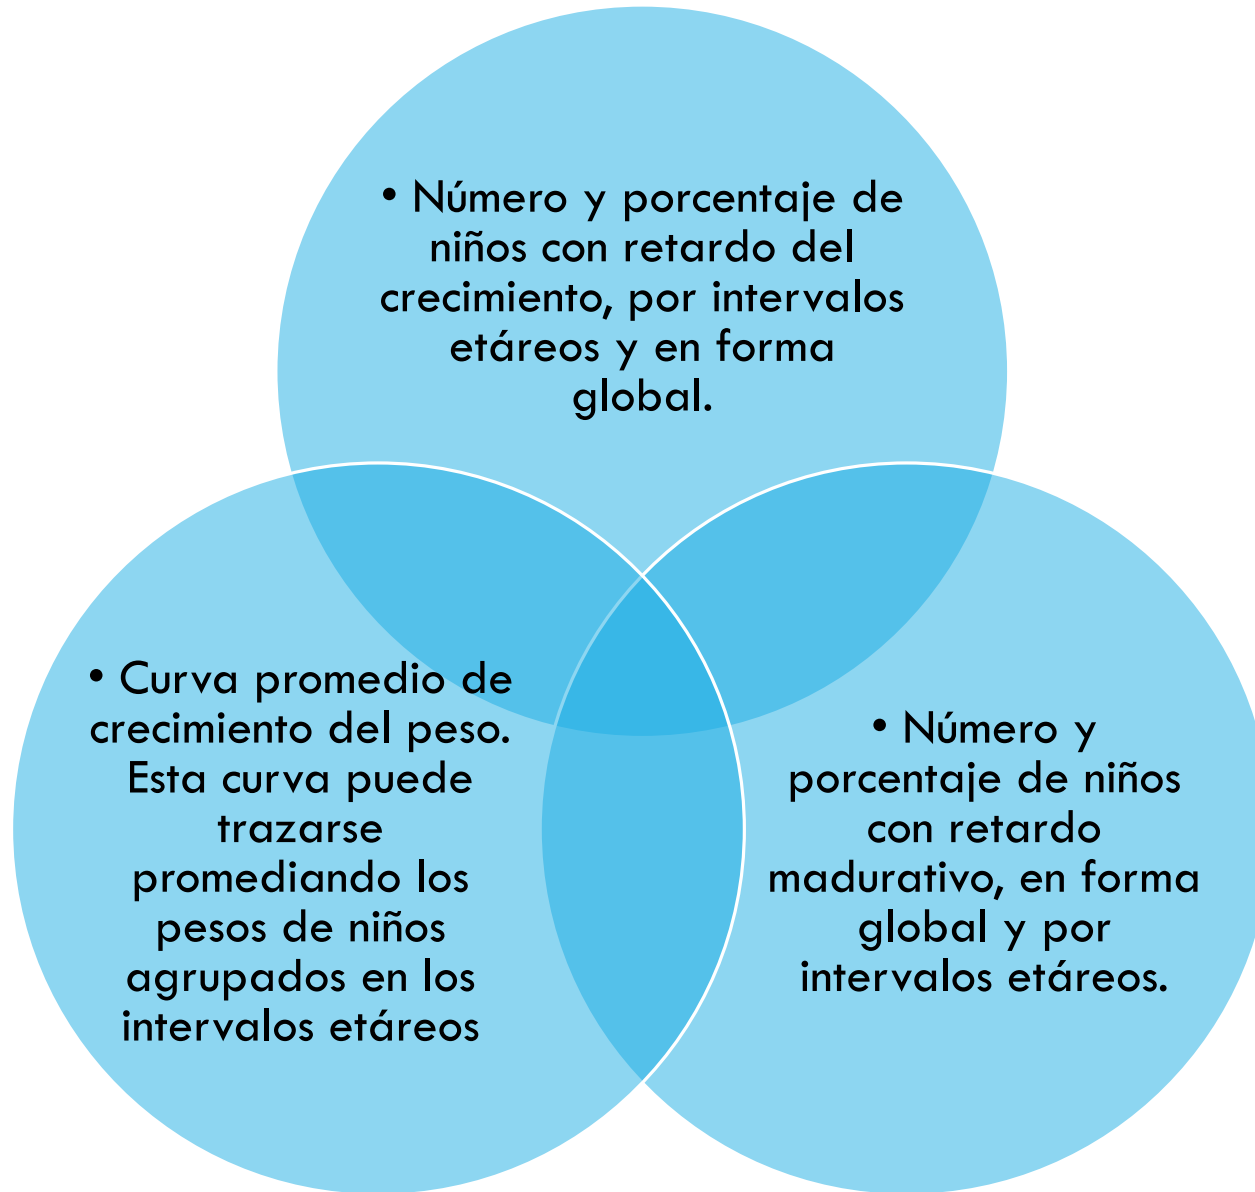 • Número y porcentaje de
niños con retardo del
crecimiento, por intervalos
etáreos y en forma
global.
• Curva promedio de
crecimiento del peso.
Esta curva puede
trazarse
promediando los
pesos de niños
agrupados en los
intervalos etáreos
• Número y
porcentaje de niños
con retardo
madurativo, en forma
global y por
intervalos etáreos.